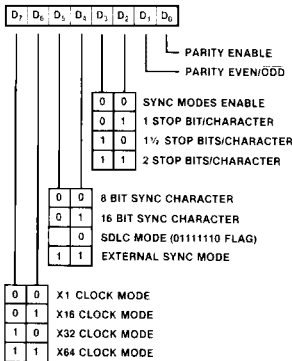 D7 D6 D5 D4 D3 D2 D1 D0
PARITY ENABLE
PARITY EVEN/ODD
0 0 SYNC MODES ENABLE
0 1 1 STOP BIT/CHARACTER
1 0 1½ STOP BITS/CHARACTER
1 1 2 STOP BITS/CHARACTER
0 0 8 BIT SYNC CHARACTER
0 1 16 BIT SYNC CHARACTER
0 SDLC MODE (01111110 FLAG)
1 1 EXTERNAL SYNC MODE
0 0 X1 CLOCK MODE
0 1 X16 CLOCK MODE
1 0 X32 CLOCK MODE
1 1 X64 CLOCK MODE